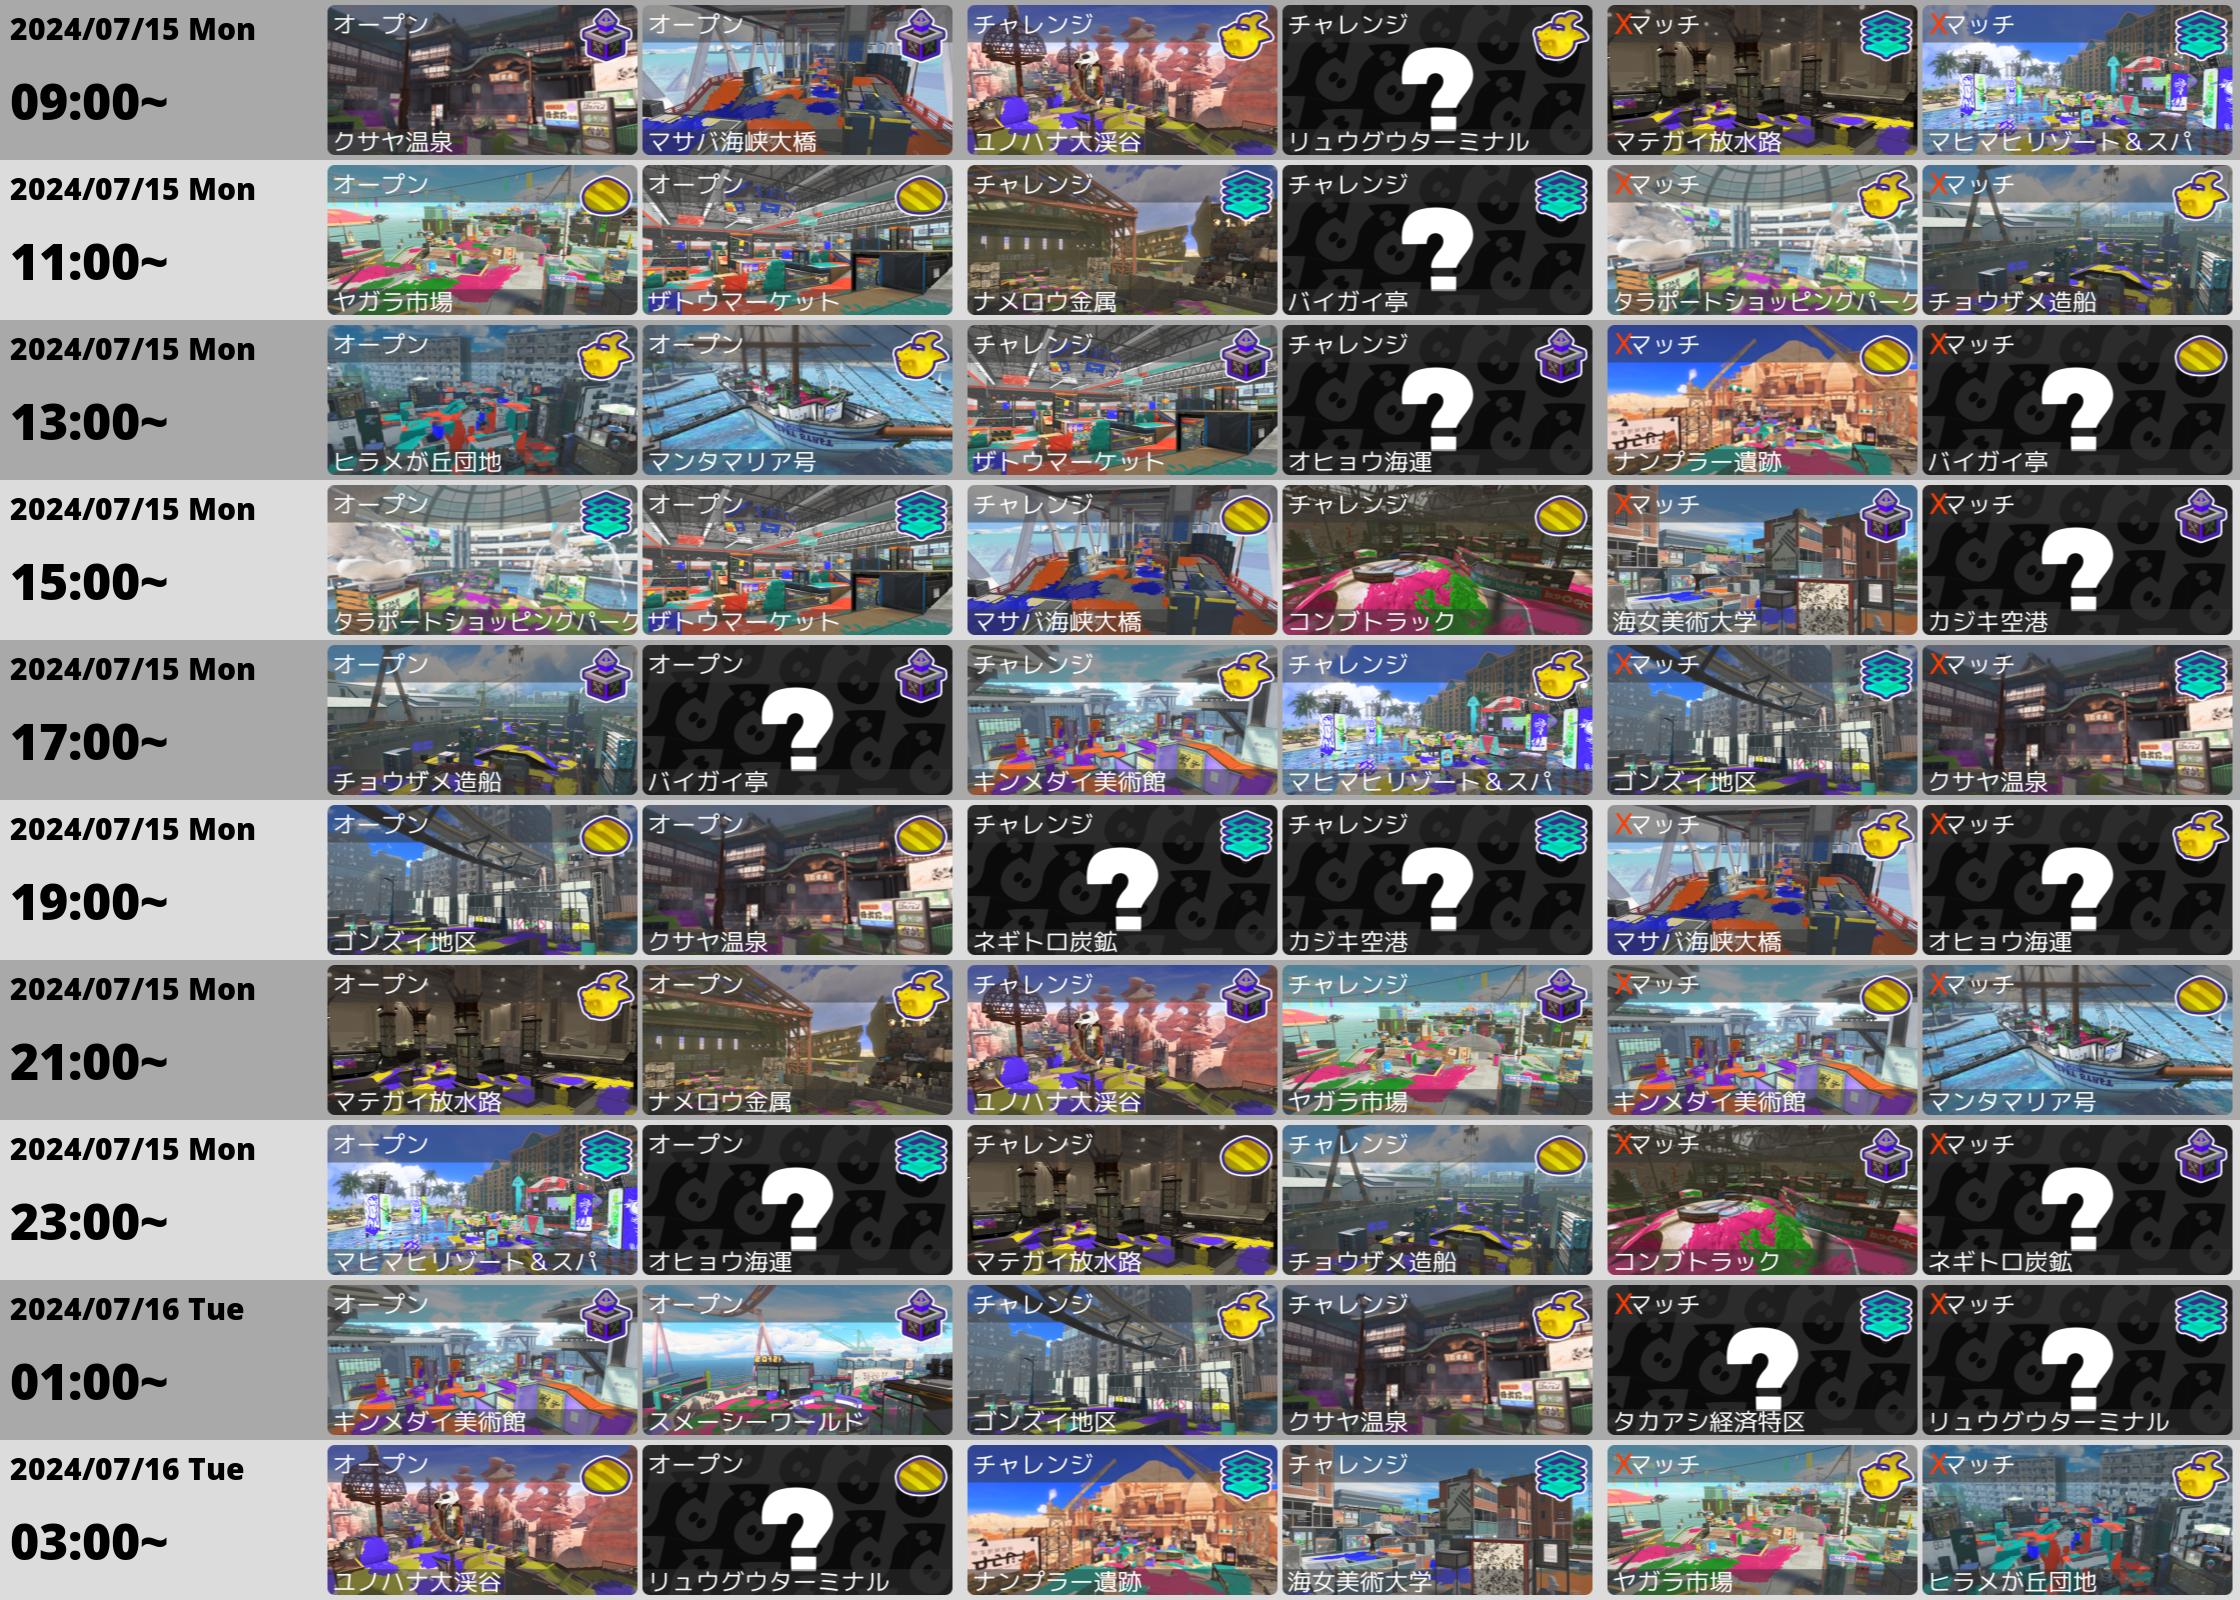 2024/07/15 Mon
09:00~
オープン
クサヤ温泉
オープン
マサバ海峡大橋
チャレンジ
ユノハナ大渓谷
チャレンジ
?
リュウグウターミナル
Xマッチ
マテガイ放水路
Xマッチ
マヒマヒリゾート＆スパ
2024/07/15 Mon
11:00~
オープン
ヤガラ市場
オープン
ザトウマーケット
チャレンジ
ナメロウ金属
チャレンジ
?
バイガイ亭
Xマッチ
タラポートショッピングパーク
Xマッチ
チョウザメ造船
2024/07/15 Mon
13:00~
オープン
ヒラメが丘団地
オープン
マンタマリア号
チャレンジ
ザトウマーケット
チャレンジ
?
オヒョウ海運
Xマッチ
ナンプラー遺跡
Xマッチ
?
バイガイ亭
2024/07/15 Mon
15:00~
オープン
タラポートショッピングパーク
オープン
ザトウマーケット
チャレンジ
マサバ海峡大橋
チャレンジ
コンブトラック
Xマッチ
海女美術大学
Xマッチ
?
カジキ空港
2024/07/15 Mon
17:00~
オープン
チョウザメ造船
オープン
?
バイガイ亭
チャレンジ
キンメダイ美術館
チャレンジ
マヒマヒリゾート＆スパ
Xマッチ
ゴンズイ地区
Xマッチ
クサヤ温泉
2024/07/15 Mon
19:00~
オープン
ゴンズイ地区
オープン
クサヤ温泉
チャレンジ
?
ネギトロ炭鉱
チャレンジ
?
カジキ空港
Xマッチ
マサバ海峡大橋
Xマッチ
?
オヒョウ海運
2024/07/15 Mon
21:00~
オープン
マテガイ放水路
オープン
ナメロウ金属
チャレンジ
ユノハナ大渓谷
チャレンジ
ヤガラ市場
Xマッチ
キンメダイ美術館
Xマッチ
マンタマリア号
2024/07/15 Mon
23:00~
オープン
マヒマヒリゾート＆スパ
オープン
?
オヒョウ海運
チャレンジ
マテガイ放水路
チャレンジ
チョウザメ造船
Xマッチ
コンブトラック
Xマッチ
?
ネギトロ炭鉱
2024/07/16 Tue
01:00~
オープン
キンメダイ美術館
オープン
スメーシーワールド
チャレンジ
ゴンズイ地区
チャレンジ
クサヤ温泉
Xマッチ
?
タカアシ経済特区
Xマッチ
?
リュウグウターミナル
2024/07/16 Tue
03:00~
オープン
ユノハナ大渓谷
オープン
?
リュウグウターミナル
チャレンジ
ナンプラー遺跡
チャレンジ
海女美術大学
Xマッチ
ヤガラ市場
Xマッチ
ヒラメが丘団地